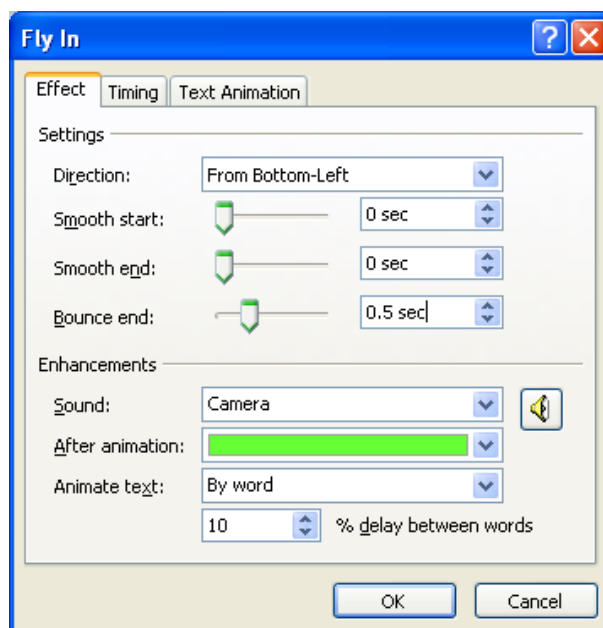 Fly In
Effect Timing Text Animation
Settings
Direction: From Bottom-Left
Smooth start: 0 sec
Smooth end: 0 sec
Bounce end: 0.5 sec
Enhancements
Sound: Camera
After animation:
Animate text: By word
10 % delay between words
OK Cancel